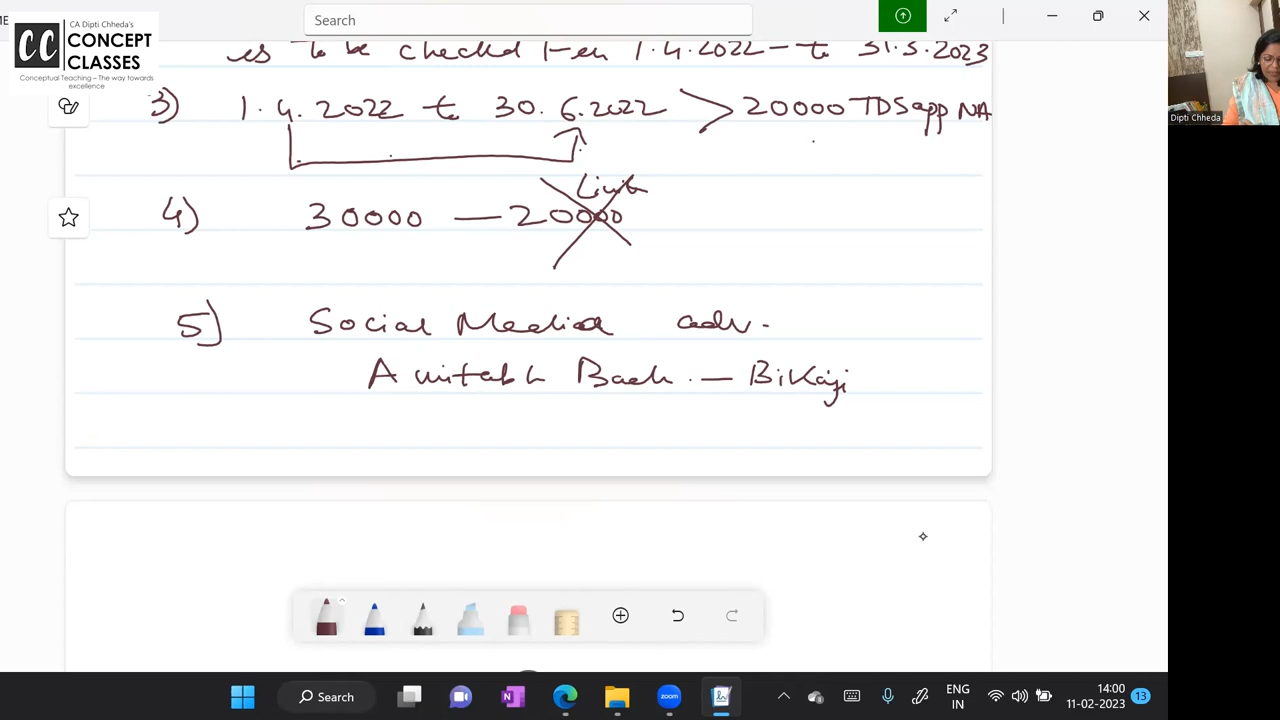 Search
CA Dipti Chheda's
CONCEPT
CLASSES
CC
Conceptual Teaching – The way towards
excellence
is to be checked from 1.4.2022 — to 31.3.2023
3) 1.4.2022 to 30.6.2022 > 20000 TDS app NA
Limit
4) 30000 — 20000
5) Social Media adv.
Amitabh Bach. — Bikaji
Dipti Chheda
Search
zoom
ENG
IN
14:00
11-02-2023
13